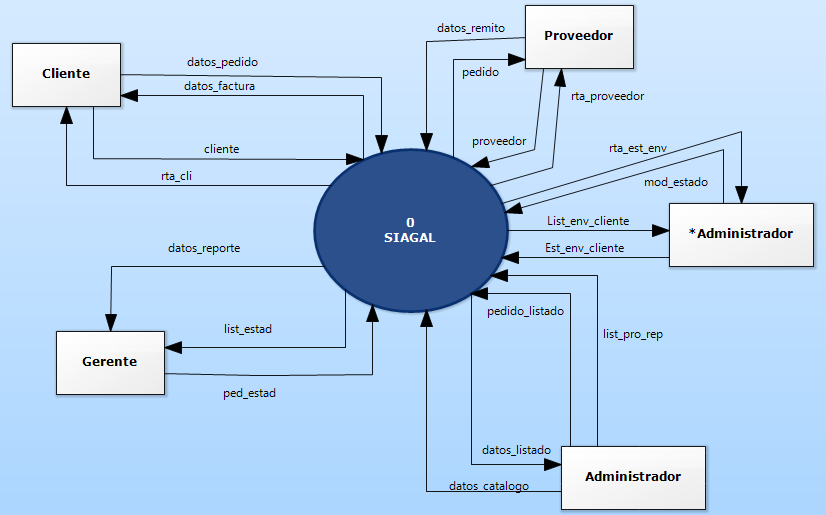 datos_remito
Proveedor
datos_pedido
Cliente
pedido
datos_factura
rta_proveedor
proveedor
cliente
rta_est_env
rta_cli
mod_estado
List_env_cliente
0
SIAGAL
*Administrador
datos_reporte
Est_env_cliente
pedido_listado
list_estad
list_pro_rep
Gerente
ped_estad
datos_listado
Administrador
datos_catalogo